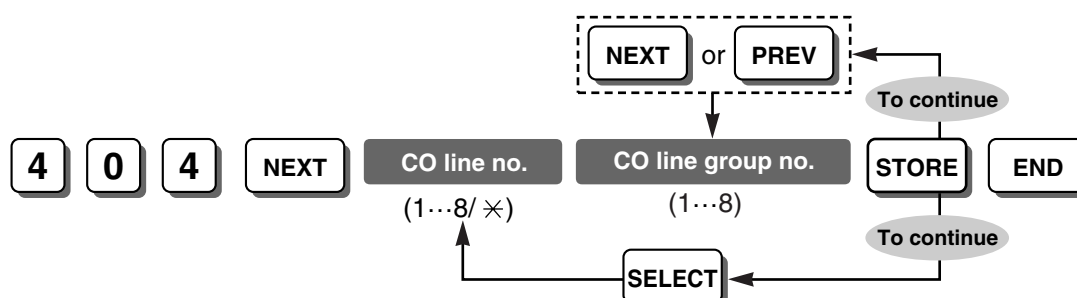 NEXT or PREV
To continue
4 0 4 NEXT CO line no. CO line group no. STORE END
(1···8/ ✳) (1···8)
To continue
SELECT